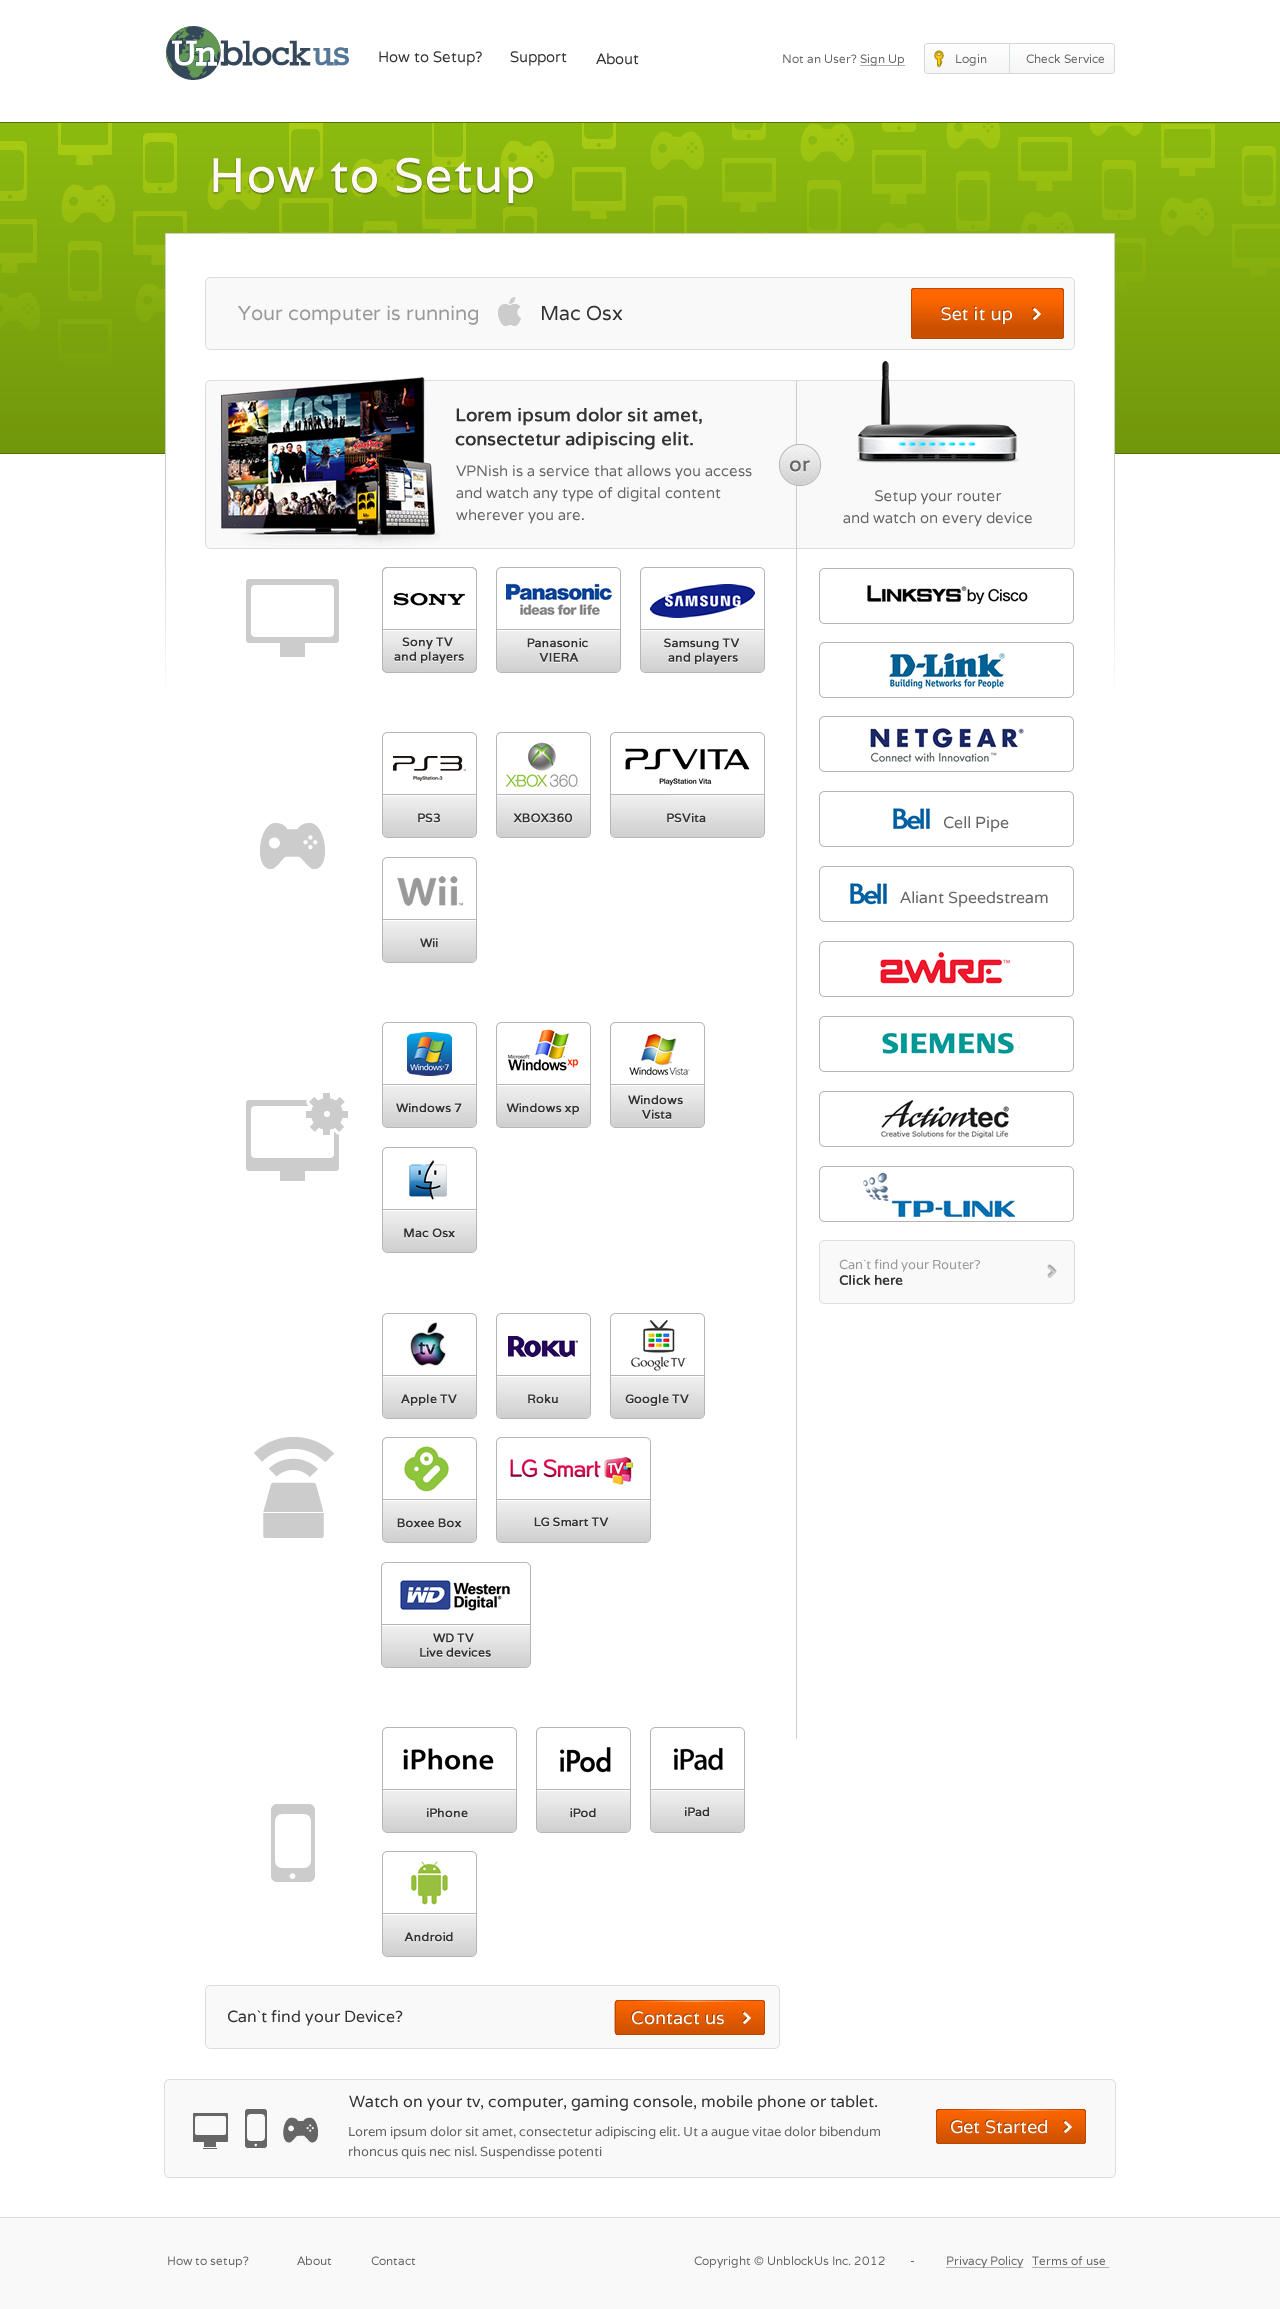 Unblockus
How to Setup?
Support
About
Not an User? Sign Up
Login
Check Service
How to Setup
Your computer is running
Mac Osx
Set it up
LOST
Lorem ipsum dolor sit amet,
consectetur adipiscing elit.
VPNish is a service that allows you access
and watch any type of digital content
wherever you are.
or
Setup your router
and watch on every device
SONY
Sony TV
and players
Panasonic
ideas for life
Panasonic
VIERA
SAMSUNG
Samsung TV
and players
PS3
PlayStation 3
PS3
XBOX 360
XBOX360
PSVITA
PlayStation Vita
PSVita
Wii™
Wii
Windows 7
Windows 7
Microsoft
Windows xp
Windows xp
Windows Vista
Windows
Vista
Mac Osx
tv
Apple TV
ROKU
Roku
Google TV
Google TV
Boxee Box
LG Smart TV
LG Smart TV
WD Western
Digital®
WD TV
Live devices
iPhone
iPhone
iPod
iPod
iPad
iPad
Android
LINKSYS® by Cisco
D-Link®
Building Networks for People
NETGEAR®
Connect with Innovation™
Bell Cell Pipe
Bell Aliant Speedstream
2WIRE™
SIEMENS
Actiontec
Creative Solutions for the Digital Life
TP-LINK
Can`t find your Router?
Click here
Can`t find your Device?
Contact us
Watch on your tv, computer, gaming console, mobile phone or tablet.
Lorem ipsum dolor sit amet, consectetur adipiscing elit. Ut a augue vitae dolor bibendum
rhoncus quis nec nisl. Suspendisse potenti
Get Started
How to setup?
About
Contact
Copyright © UnblockUs Inc. 2012
-
Privacy Policy
Terms of use